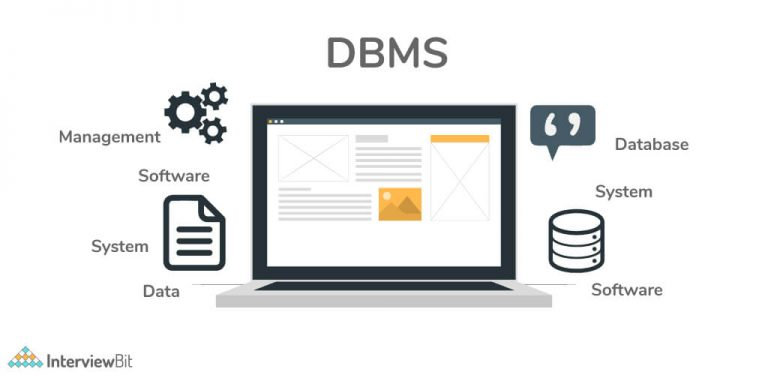 DBMS
Management
Database
Software
System
System
Data
Software
InterviewBit